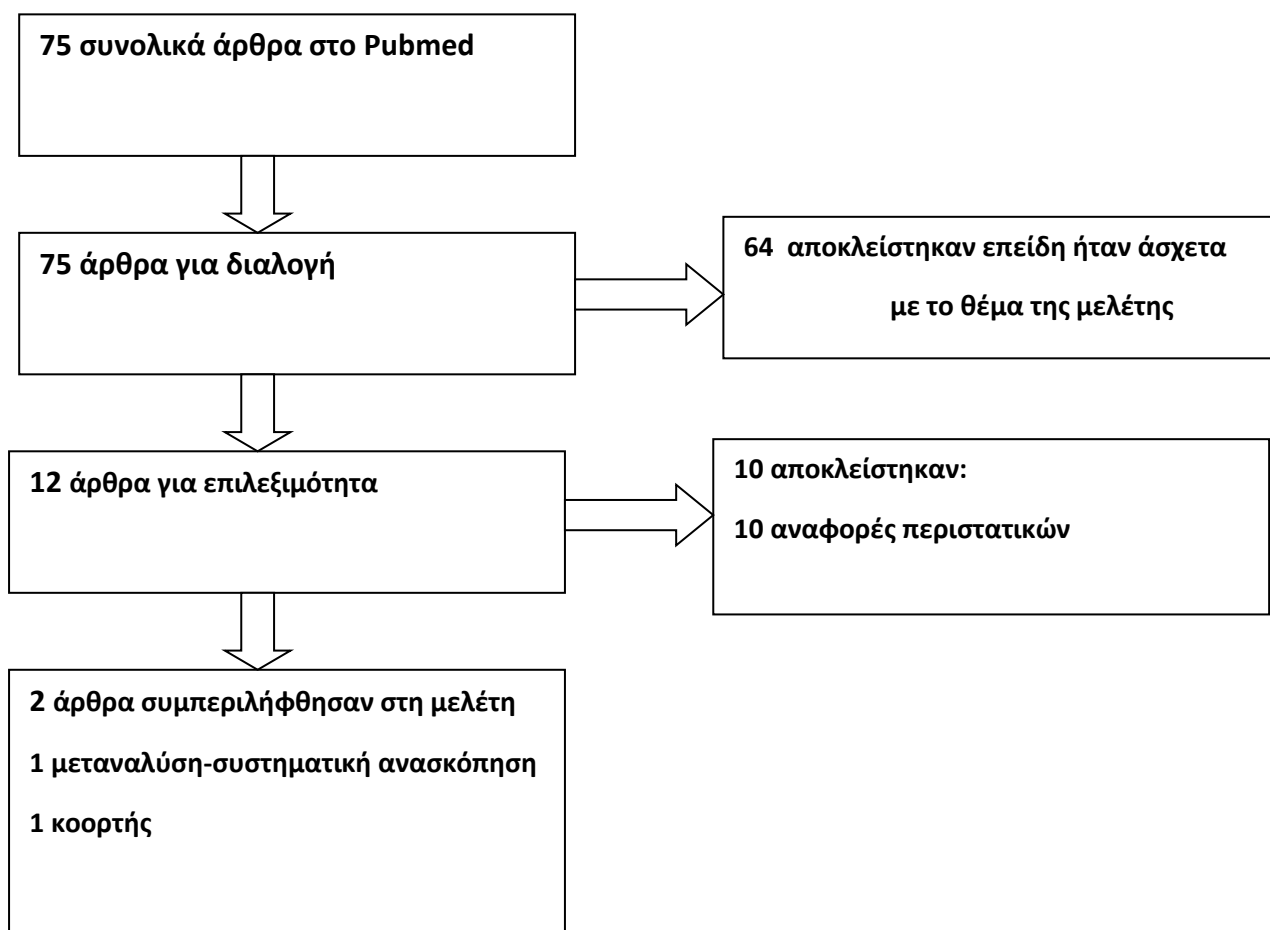 75 συνολικά άρθρα στο Pubmed
75 άρθρα για διαλογή
64 αποκλείστηκαν επείδη ήταν άσχετα
με το θέμα της μελέτης
12 άρθρα για επιλεξιμότητα
10 αποκλείστηκαν:
10 αναφορές περιστατικών
2 άρθρα συμπεριλήφθησαν στη μελέτη
1 μεταναλύση-συστηματική ανασκόπηση
1 κοορτής